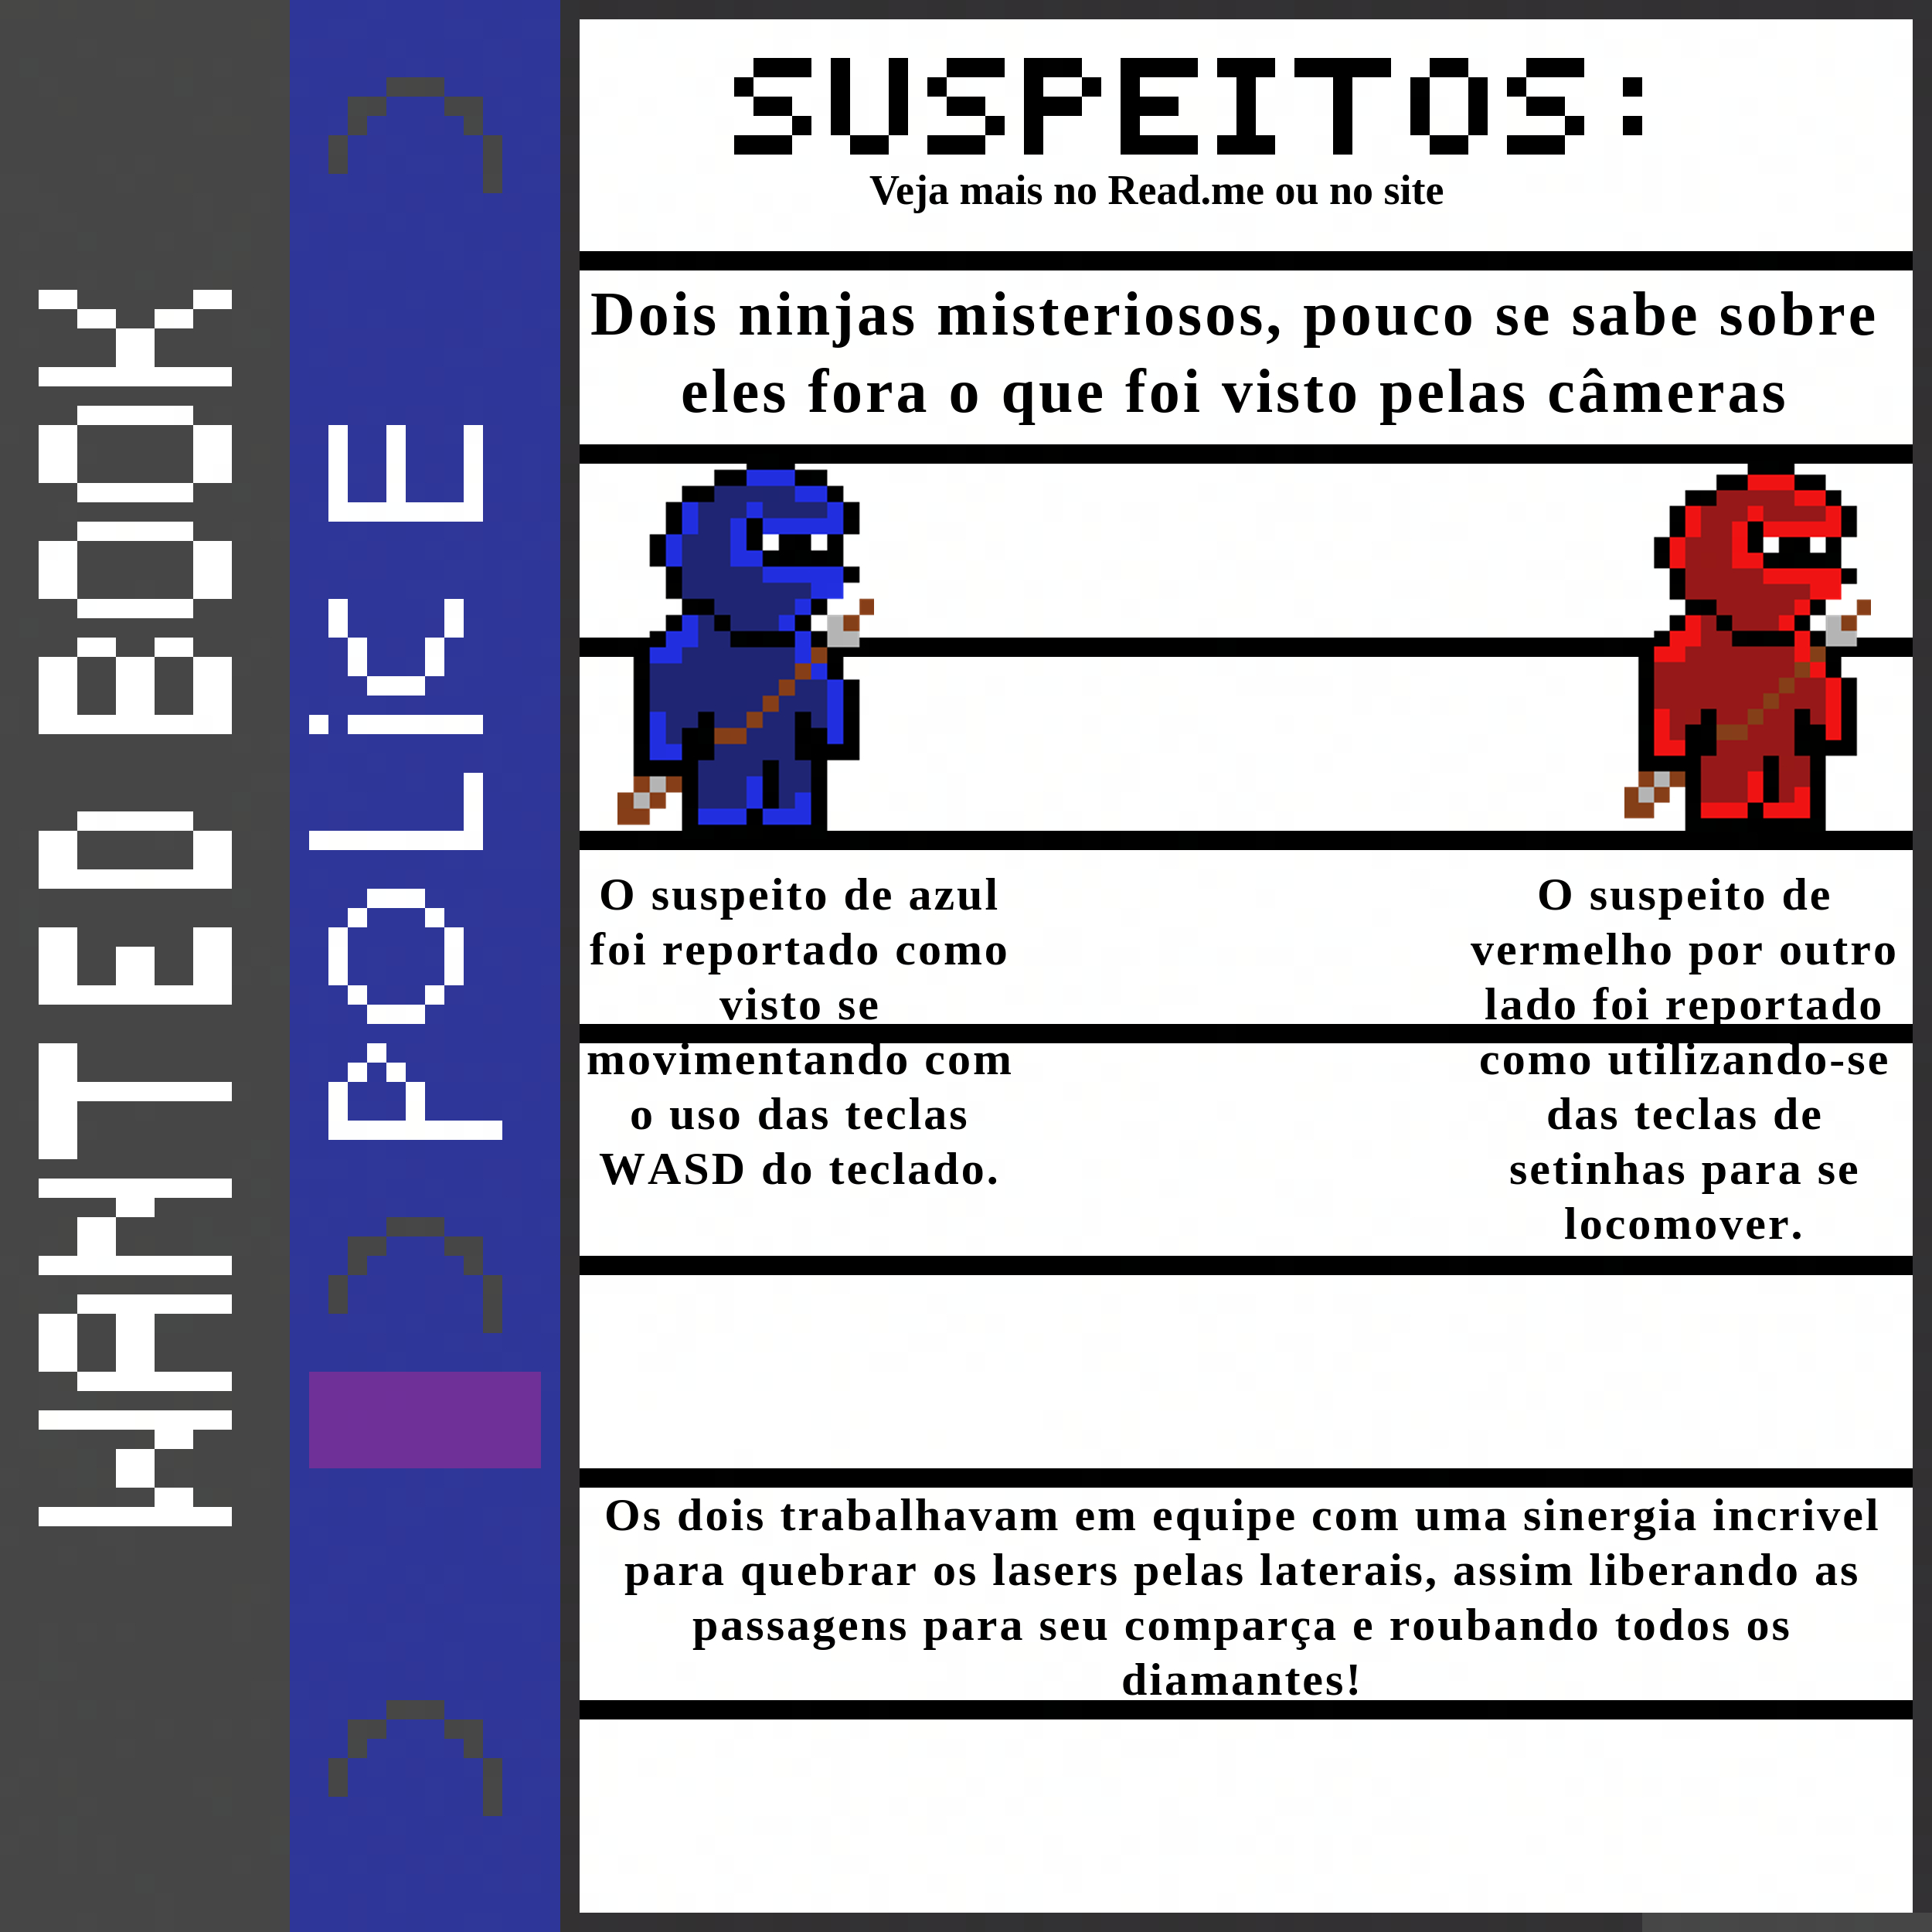 WANTED BOOK
POLiCE
SUSPEITOS:
Veja mais no Read.me ou no site
Dois ninjas misteriosos, pouco se sabe sobre
eles fora o que foi visto pelas câmeras
O suspeito de azul
foi reportado como
visto se
movimentando com
o uso das teclas
WASD do teclado.
O suspeito de
vermelho por outro
lado foi reportado
como utilizando-se
das teclas de
setinhas para se
locomover.
Os dois trabalhavam em equipe com uma sinergia incrivel
para quebrar os lasers pelas laterais, assim liberando as
passagens para seu comparça e roubando todos os
diamantes!